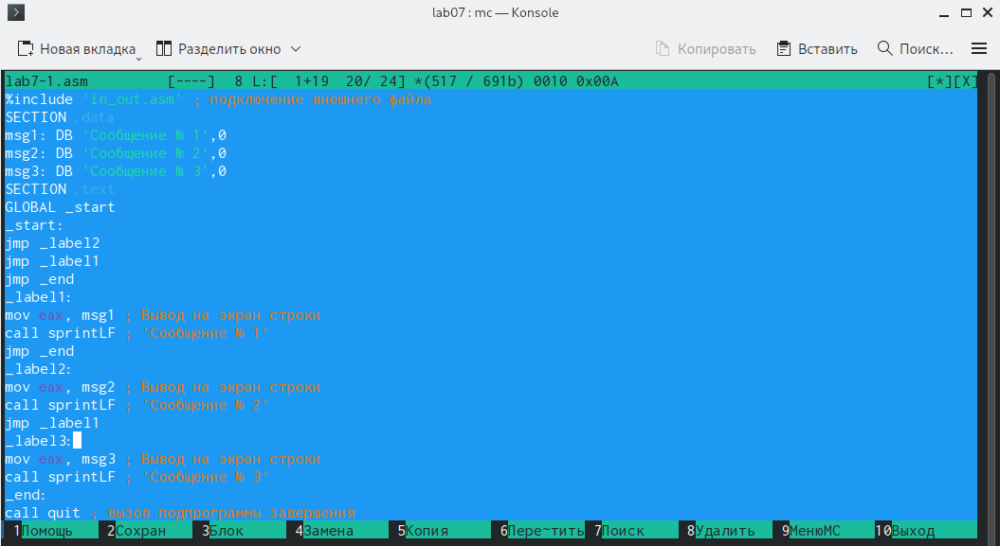 lab07 : mc — Konsole
Новая вкладка Разделить окно Копировать Вставить Поиск...
lab7-1.asm [----] 8 L:[ 1+19 20/ 24] *(517 / 691b) 0010 0x00A [*][X]
%include 'in_out.asm' ; подключение внешнего файла
SECTION .data
msg1: DB 'Сообщение № 1',0
msg2: DB 'Сообщение № 2',0
msg3: DB 'Сообщение № 3',0
SECTION .text
GLOBAL _start
_start:
jmp _label2
jmp _label1
jmp _end
_label1:
mov eax, msg1 ; Вывод на экран строки
call sprintLF ; 'Сообщение № 1'
jmp _end
_label2:
mov eax, msg2 ; Вывод на экран строки
call sprintLF ; 'Сообщение № 2'
jmp _label1
_label3:
mov eax, msg3 ; Вывод на экран строки
call sprintLF ; 'Сообщение № 3'
_end:
call quit ; вызов подпрограммы завершения
1Помощь 2Сохран 3Блок 4Замена 5Копия 6Пере~тить 7Поиск 8Удалить 9МенюМС 10Выход